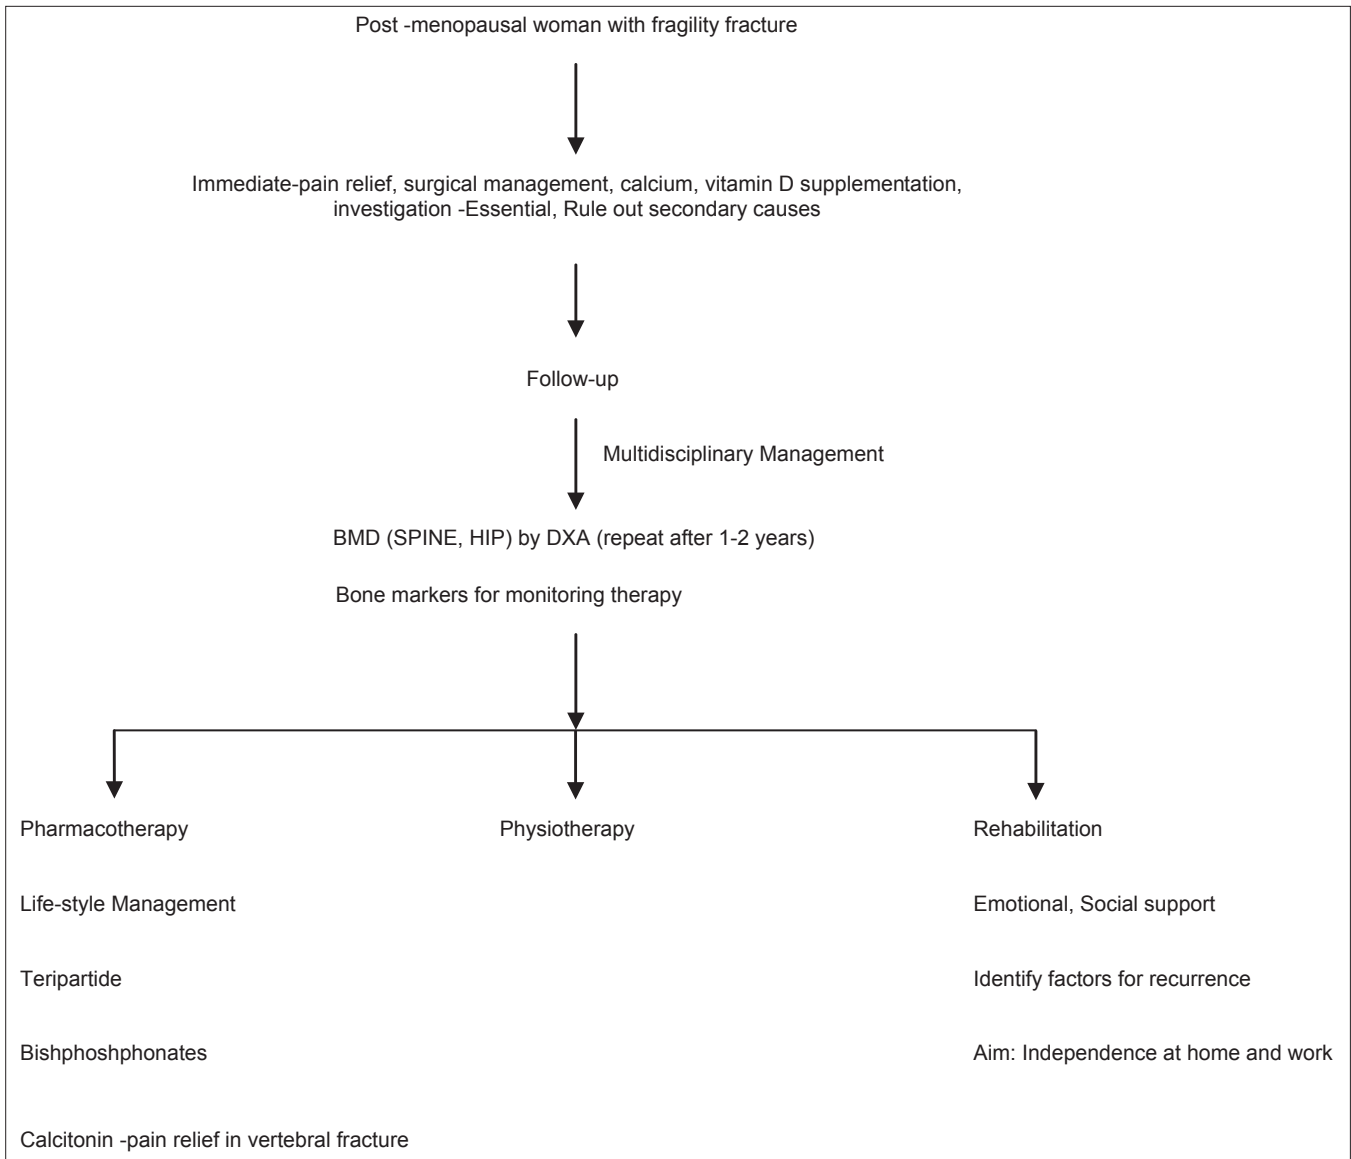 Post -menopausal woman with fragility fracture
Immediate-pain relief, surgical management, calcium, vitamin D supplementation,
investigation -Essential, Rule out secondary causes
Follow-up
Multidisciplinary Management
BMD (SPINE, HIP) by DXA (repeat after 1-2 years)
Bone markers for monitoring therapy
Pharmacotherapy
Physiotherapy
Rehabilitation
Life-style Management
Emotional, Social support
Teripartide
Identify factors for recurrence
Bishphoshphonates
Aim: Independence at home and work
Calcitonin -pain relief in vertebral fracture